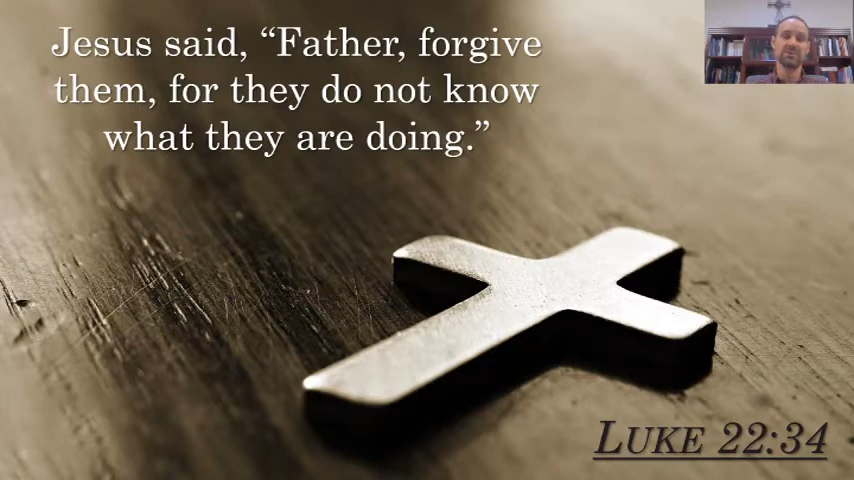 Jesus said, “Father, forgive
them, for they do not know
what they are doing.”
LUKE 22:34